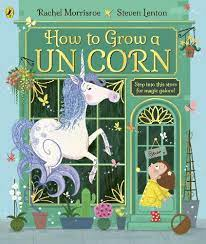 Rachel Morrisroe Steven Lenton
How to Grow a
UNICORN
Step into this store
for magic galore!